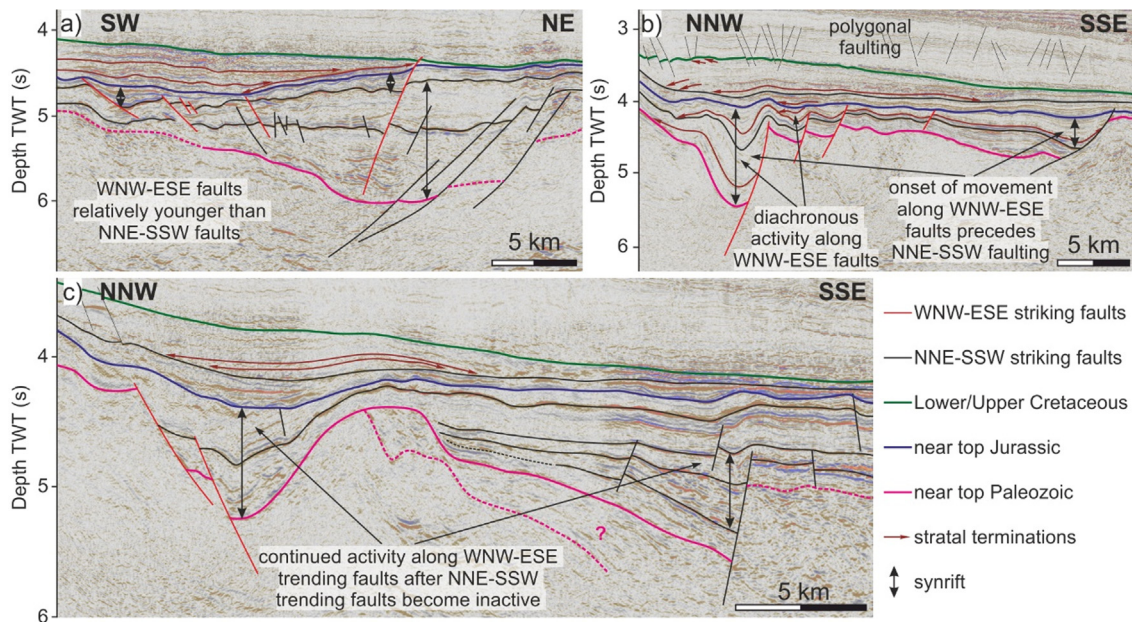 a)
SW
NE
4
5
6
Depth TWT (s)
WNW-ESE faults
relatively younger than
NNE-SSW faults
5 km
b)
NNW
SSE
3
4
5
6
Depth TWT (s)
polygonal
faulting
diachronous
activity along
WNW-ESE faults
onset of movement
along WNW-ESE
faults precedes
NNE-SSW faulting
5 km
c)
NNW
SSE
4
5
6
Depth TWT (s)
continued activity along WNW-ESE
trending faults after NNE-SSW
trending faults become inactive
?
5 km
WNW-ESE striking faults
NNE-SSW striking faults
Lower/Upper Cretaceous
near top Jurassic
near top Paleozoic
stratal terminations
synrift